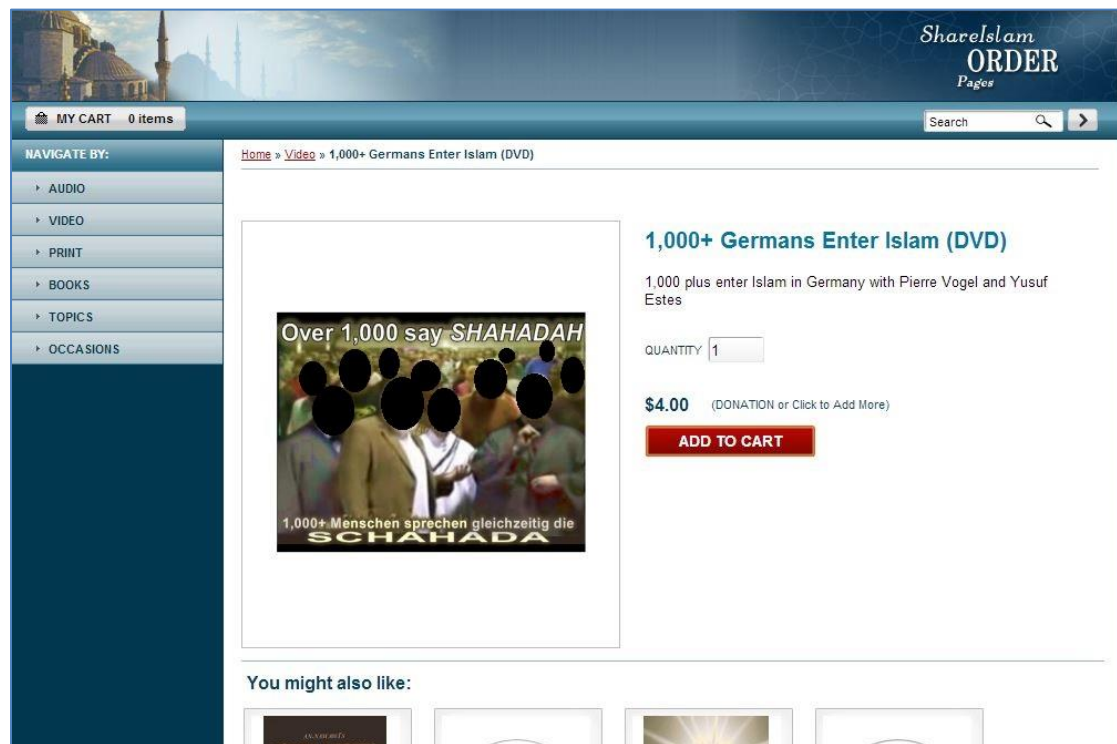 ShareIslam
ORDER
Pages
MY CART 0 items
Search
NAVIGATE BY:
Home » Video » 1,000+ Germans Enter Islam (DVD)
AUDIO
VIDEO
PRINT
BOOKS
TOPICS
OCCASIONS
1,000+ Germans Enter Islam (DVD)
1,000 plus enter Islam in Germany with Pierre Vogel and Yusuf
Estes
QUANTITY 1
$4.00 (DONATION or Click to Add More)
ADD TO CART
Over 1,000 say SHAHADAH
1,000+ Menschen sprechen gleichzeitig die
SCHAHADA
You might also like: